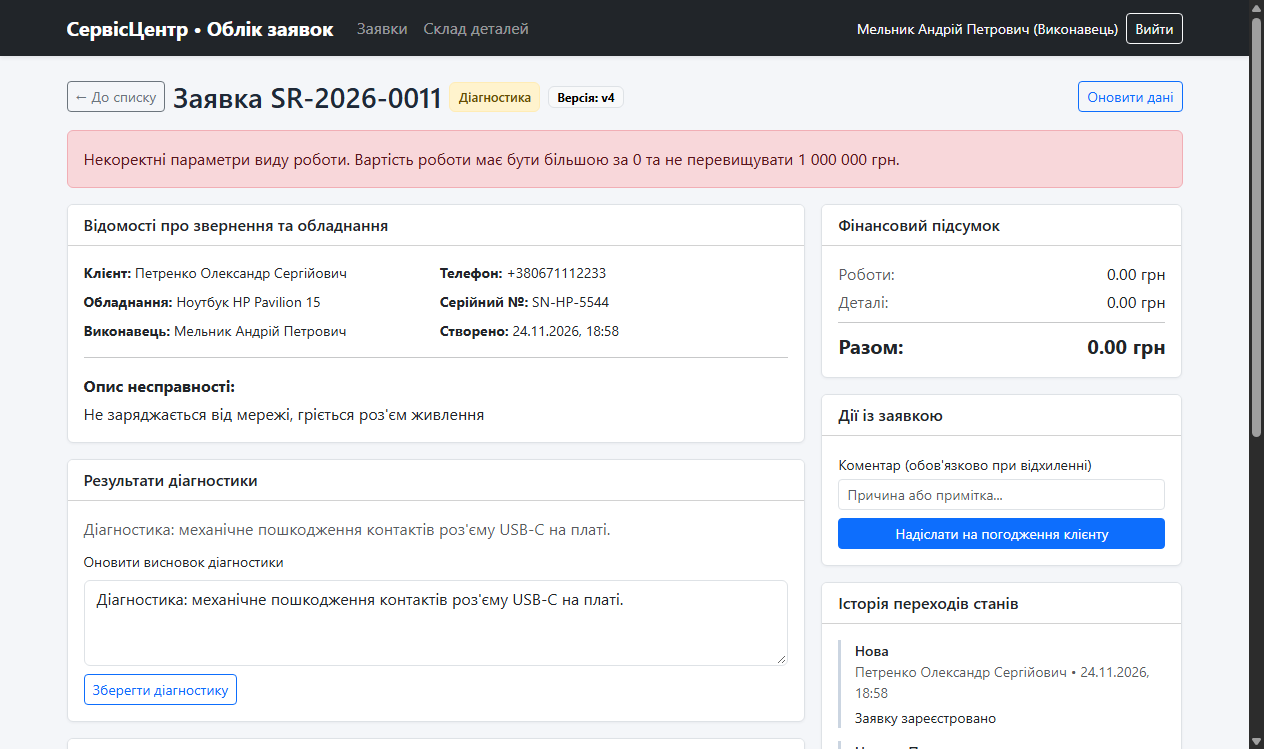 СервісЦентр • Облік заявок Заявки Склад деталей Мельник Андрій Петрович (Виконавець) Вийти
← До списку Заявка SR-2026-0011 Діагностика Версія: v4 Оновити дані
Некоректні параметри виду роботи. Вартість роботи має бути більшою за 0 та не перевищувати 1 000 000 грн.
Відомості про звернення та обладнання
Клієнт: Петренко Олександр Сергійович Телефон: +380671112233
Обладнання: Ноутбук HP Pavilion 15 Серійний №: SN-HP-5544
Виконавець: Мельник Андрій Петрович Створено: 24.11.2026, 18:58
Опис несправності:
Не заряджається від мережі, гріється роз'єм живлення
Результати діагностики
Діагностика: механічне пошкодження контактів роз'єму USB-C на платі.
Оновити висновок діагностики
Діагностика: механічне пошкодження контактів роз'єму USB-C на платі.
Зберегти діагностику
Фінансовий підсумок
Роботи: 0.00 грн
Деталі: 0.00 грн
Разом: 0.00 грн
Дії із заявкою
Коментар (обов'язково при відхиленні)
Причина або примітка...
Надіслати на погодження клієнту
Історія переходів станів
Нова
Петренко Олександр Сергійович • 24.11.2026,
18:58
Заявку зареєстровано